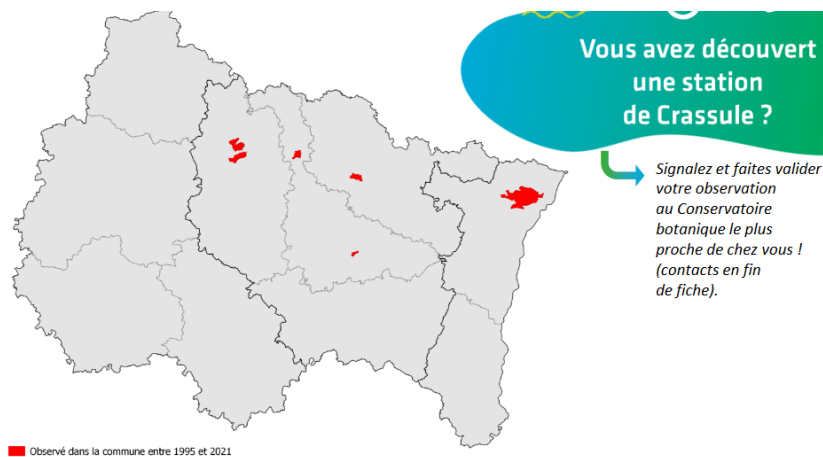 Vous avez découvert
une station
de Crassule ?
Signalez et faites valider
votre observation
au Conservatoire
botanique le plus
proche de chez vous !
(contacts en fin
de fiche).
Observé dans la commune entre 1995 et 2021